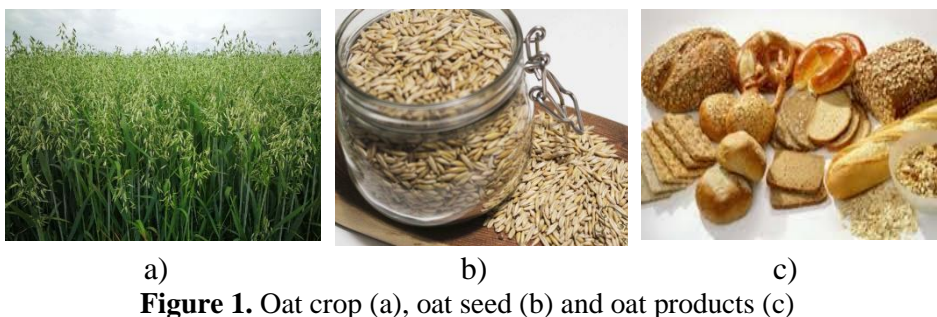 a) b) c)
Figure 1. Oat crop (a), oat seed (b) and oat products (c)